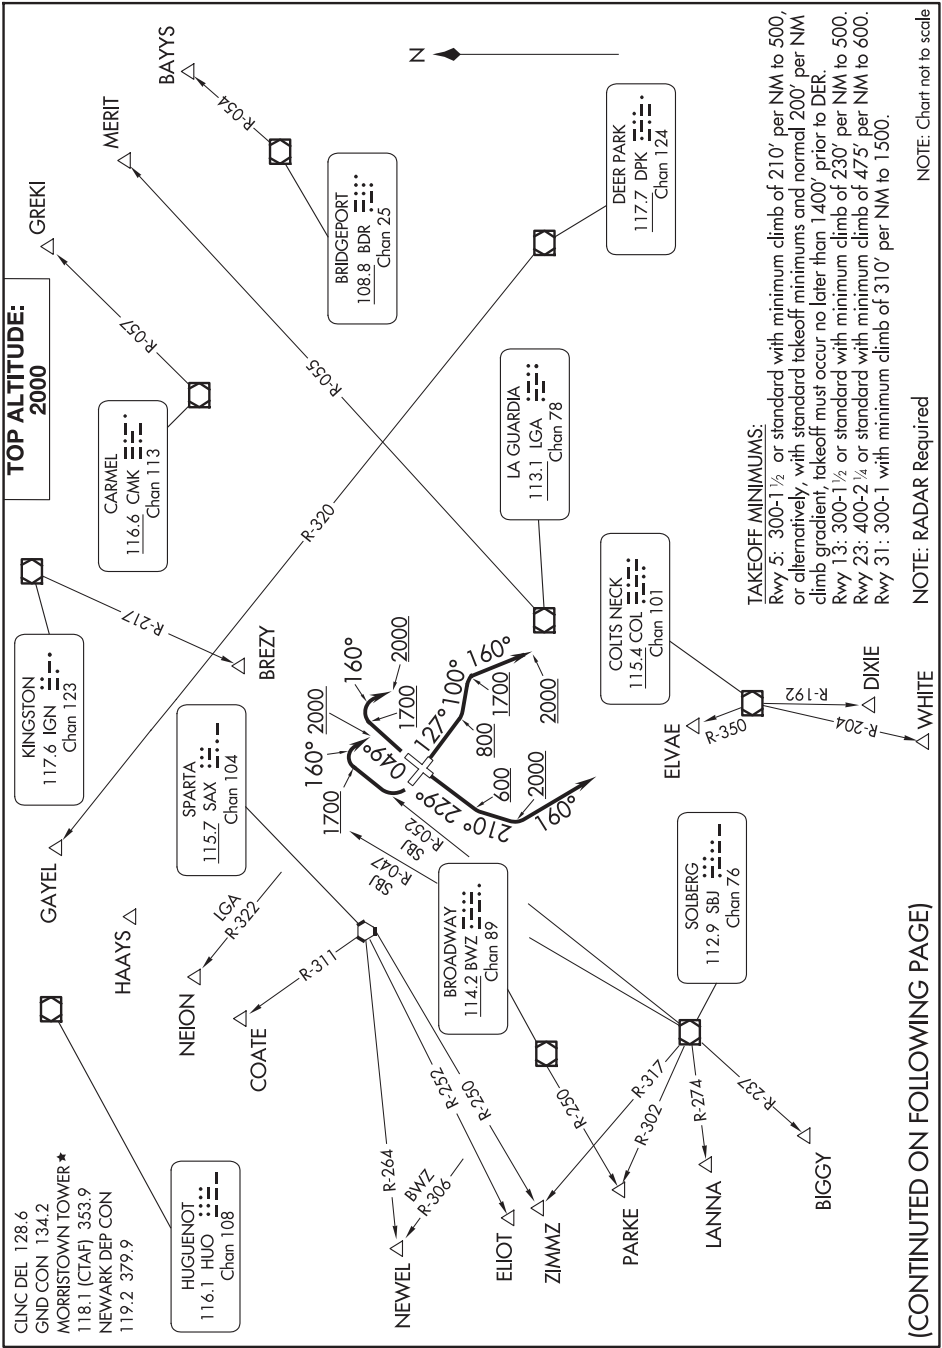 CLNC DEL 128.6
GND CON 134.2
MORRISTOWN TOWER ★
118.1 (CTAF) 353.9
NEWARK DEP CON
119.2 379.9
TOP ALTITUDE:
2000
HUGUENOT
116.1 HUO
Chan 108
KINGSTON
117.6 IGN
Chan 123
CARMEL
116.6 CMK
Chan 113
BRIDGEPORT
108.8 BDR
Chan 25
SPARTA
115.7 SAX
Chan 104
BROADWAY
114.2 BWZ
Chan 89
LA GUARDIA
113.1 LGA
Chan 78
DEER PARK
117.7 DPK
Chan 124
COLTS NECK
115.4 COL
Chan 101
SOLBERG
112.9 SBJ
Chan 76
GAYEL
HAAYS
NEION
COATE
BREZY
GREKI
MERIT
BAYYS
NEWEL
ELIOT
ZIMMZ
PARKE
LANNA
BIGGY
ELVAE
DIXIE
WHITE
N
R-217
R-057
R-054
R-055
R-320
LGA
R-322
R-311
R-264
BWZ
R-306
R-252
R-250
R-250
R-317
R-302
R-274
R-237
SBJ
R-047
SBJ
R-052
R-350
R-192
R-204
160°
2000
1700
049°
160°
2000
1700
127°
100°
160°
800
1700
2000
229°
210°
160°
600
2000
TAKEOFF MINIMUMS:
Rwy 5: 300-1½ or standard with minimum climb of 210' per NM to 500,
or alternatively, with standard takeoff minimums and normal 200' per NM
climb gradient, takeoff must occur no later than 1400' prior to DER.
Rwy 13: 300-1½ or standard with minimum climb of 230' per NM to 500.
Rwy 23: 400-2¼ or standard with minimum climb of 475' per NM to 600.
Rwy 31: 300-1 with minimum climb of 310' per NM to 1500.
NOTE: RADAR Required
NOTE: Chart not to scale
(CONTINUTED ON FOLLOWING PAGE)